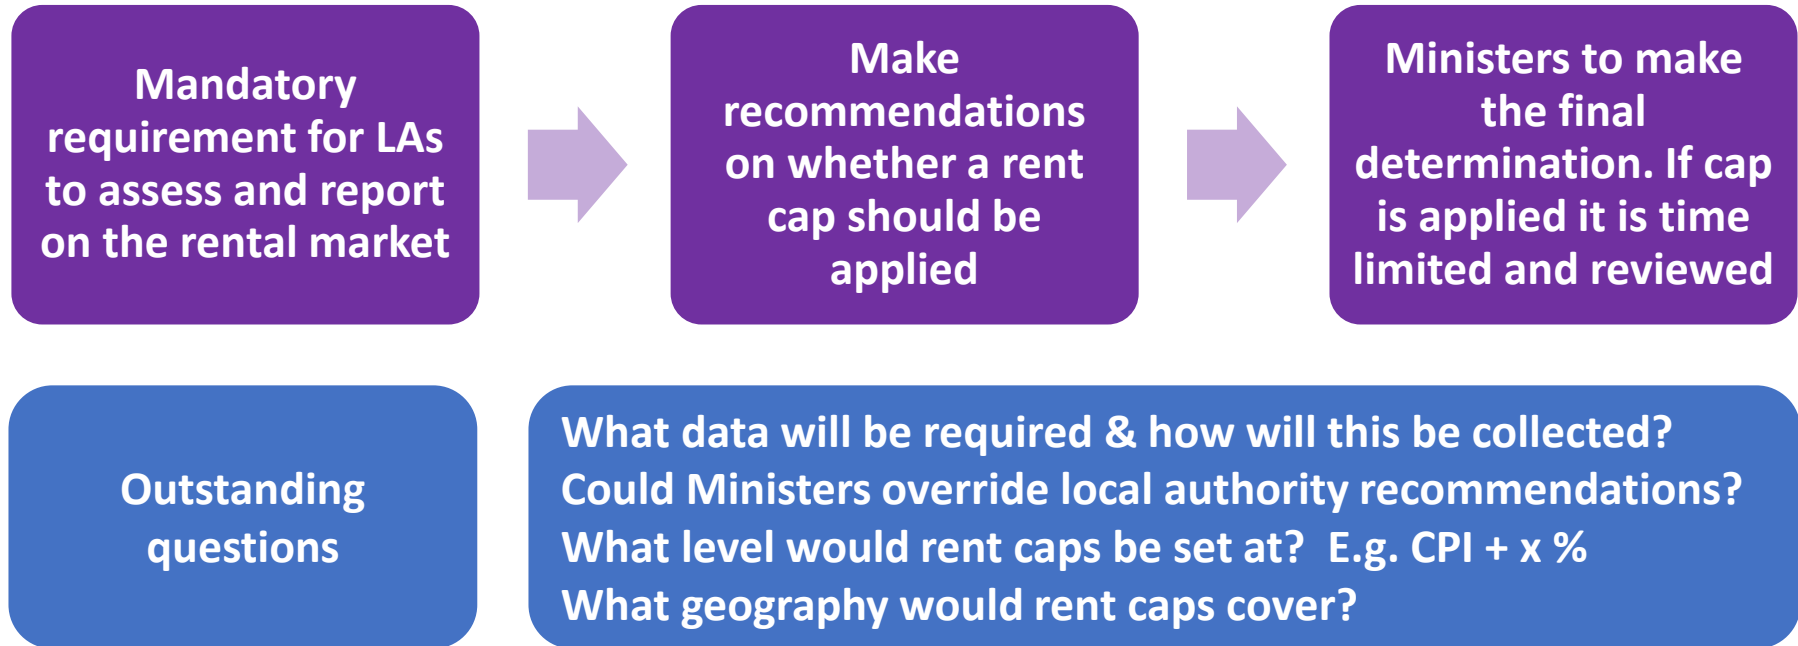 Mandatory
requirement for LAs
to assess and report
on the rental market
Make
recommendations
on whether a rent
cap should be
applied
Ministers to make
the final
determination. If cap
is applied it is time
limited and reviewed
Outstanding
questions
What data will be required & how will this be collected?
Could Ministers override local authority recommendations?
What level would rent caps be set at?  E.g. CPI + x %
What geography would rent caps cover?